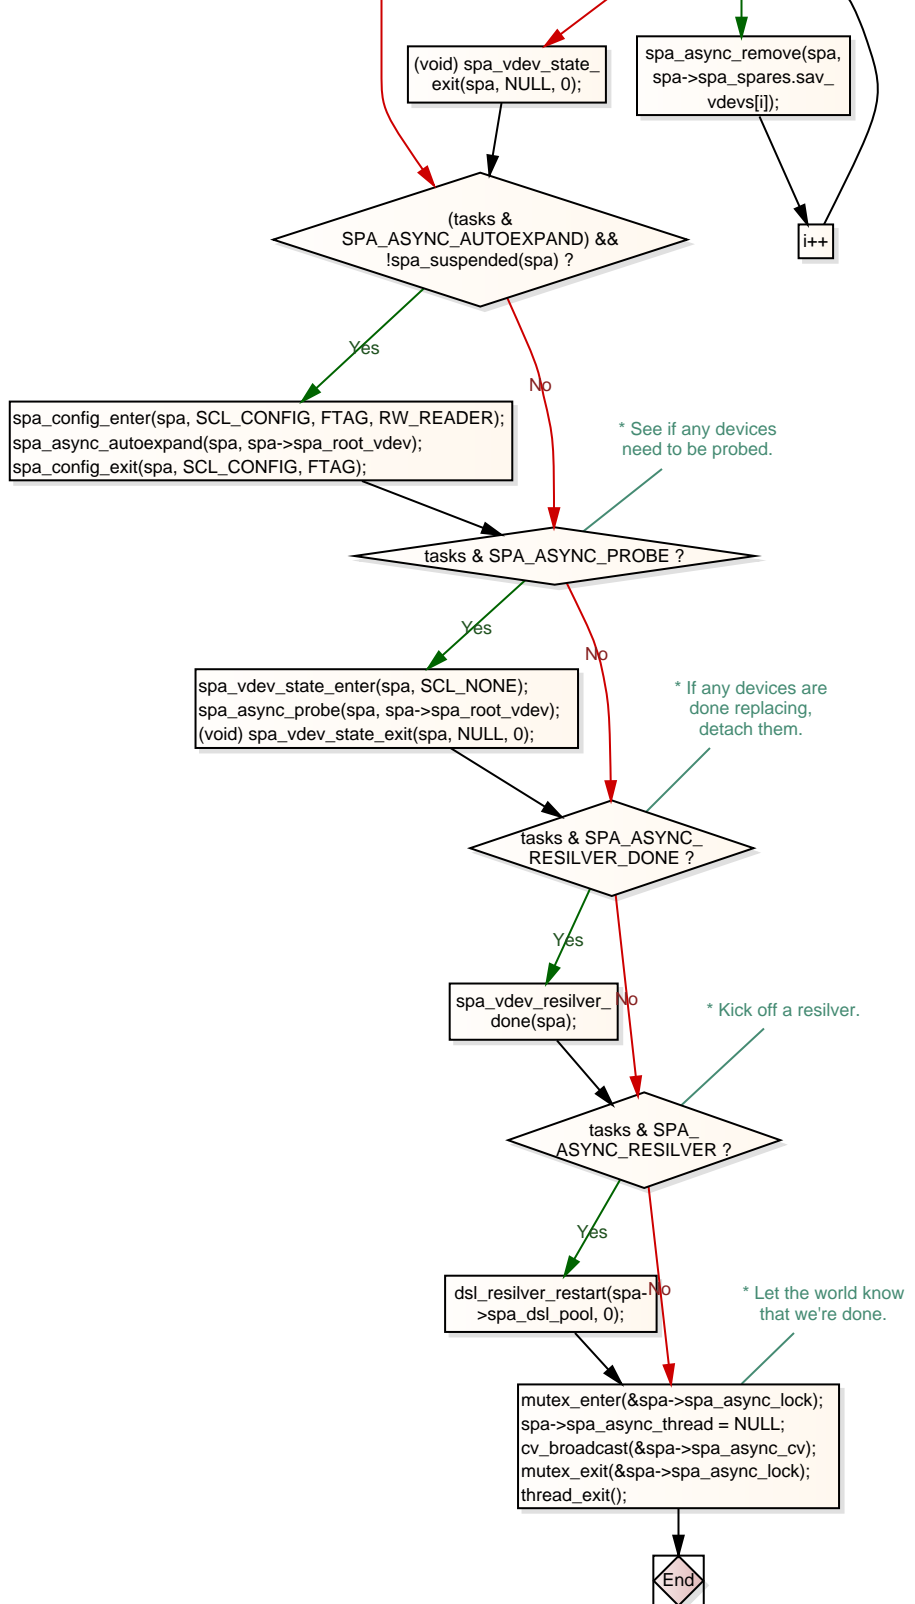 (void) spa_vdev_state_
exit(spa, NULL, 0);
spa_async_remove(spa,
spa->spa_spares.sav_
vdevs[i]);
(tasks &
SPA_ASYNC_AUTOEXPAND) &&
!spa_suspended(spa) ?
i++
Yes
No
spa_config_enter(spa, SCL_CONFIG, FTAG, RW_READER);
spa_async_autoexpand(spa, spa->spa_root_vdev);
spa_config_exit(spa, SCL_CONFIG, FTAG);
* See if any devices
need to be probed.
tasks & SPA_ASYNC_PROBE ?
Yes
No
spa_vdev_state_enter(spa, SCL_NONE);
spa_async_probe(spa, spa->spa_root_vdev);
(void) spa_vdev_state_exit(spa, NULL, 0);
* If any devices are
done replacing,
detach them.
tasks & SPA_ASYNC_
RESILVER_DONE ?
Yes
No
spa_vdev_resilver_
done(spa);
* Kick off a resilver.
tasks & SPA_
ASYNC_RESILVER ?
Yes
No
dsl_resilver_restart(spa-
>spa_dsl_pool, 0);
* Let the world know
that we're done.
mutex_enter(&spa->spa_async_lock);
spa->spa_async_thread = NULL;
cv_broadcast(&spa->spa_async_cv);
mutex_exit(&spa->spa_async_lock);
thread_exit();
End